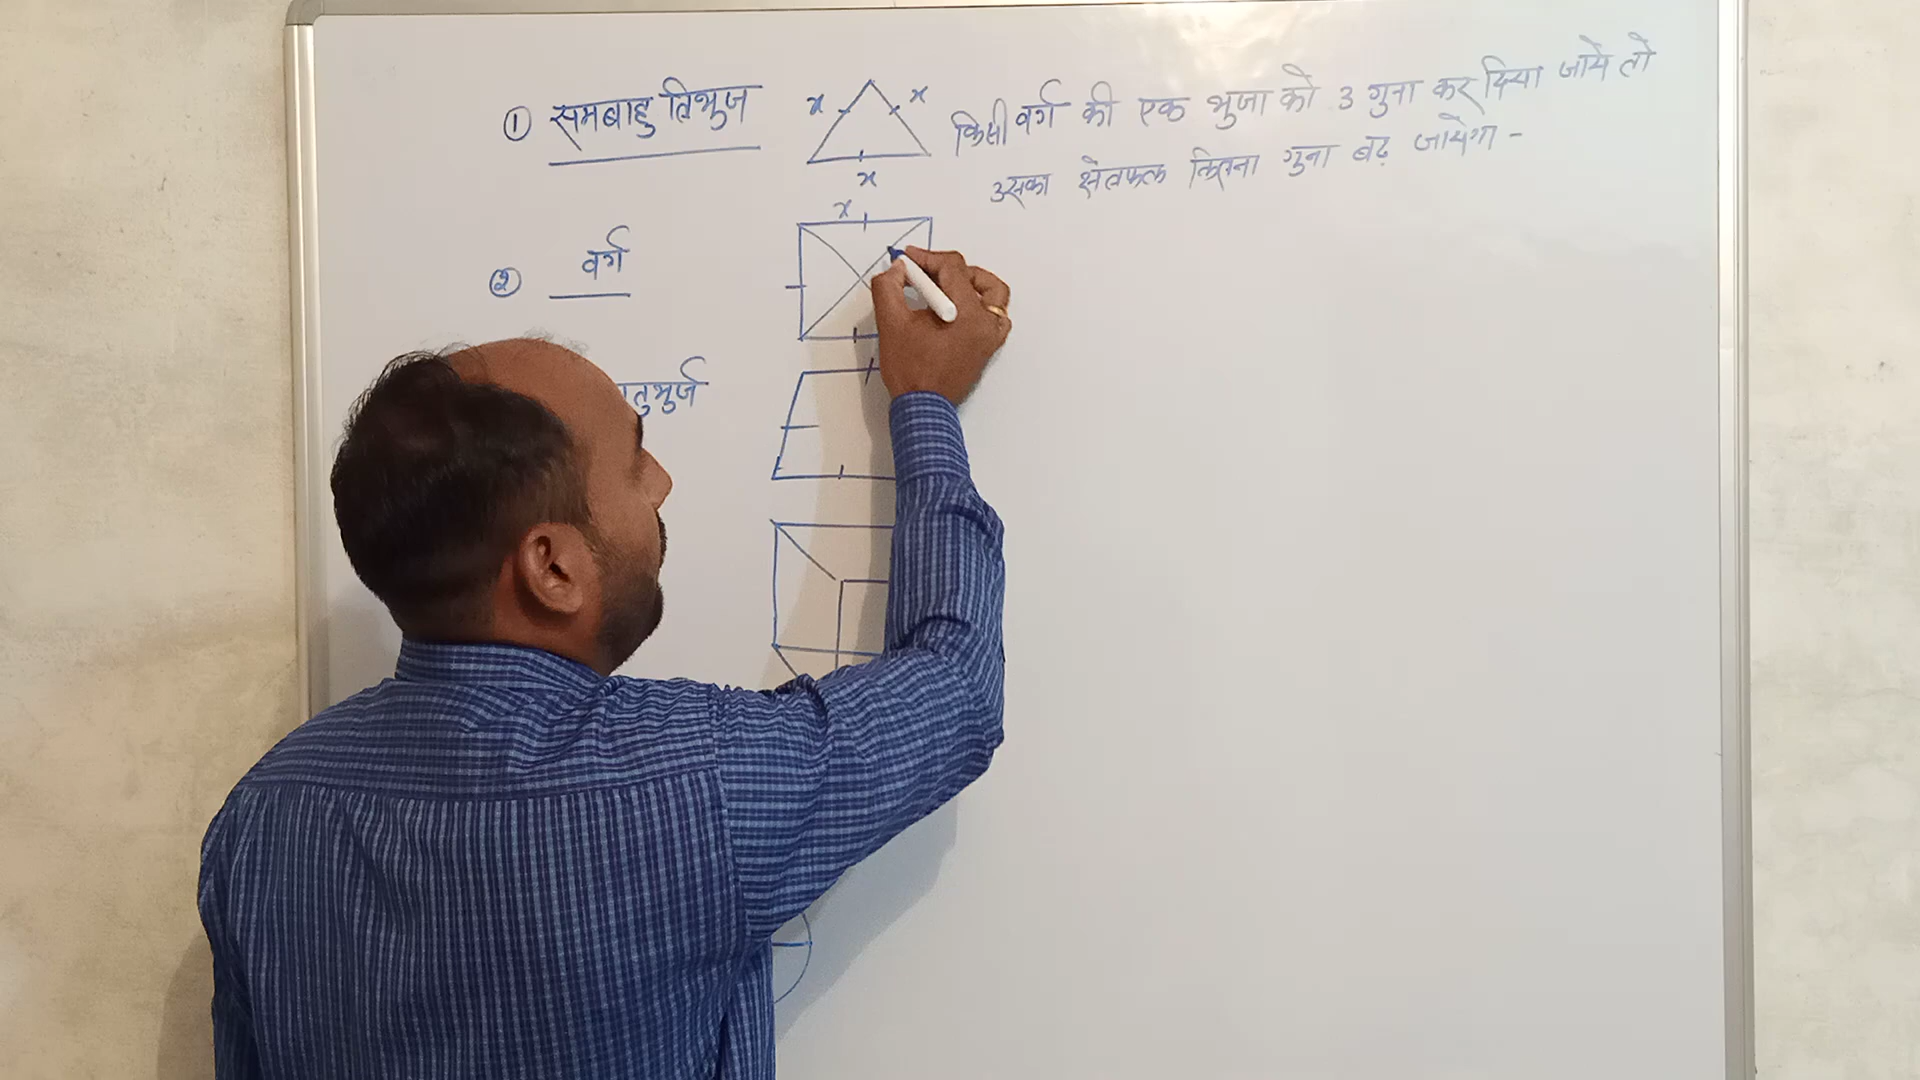 ① समबाहु त्रिभुज
x x
x
किसी वर्ग की एक भुजा को 3 गुना कर दिया जाये तो
उसका क्षेत्रफल कितना गुना बढ़ जायेगा -
x
② वर्ग
तुभुर्ज